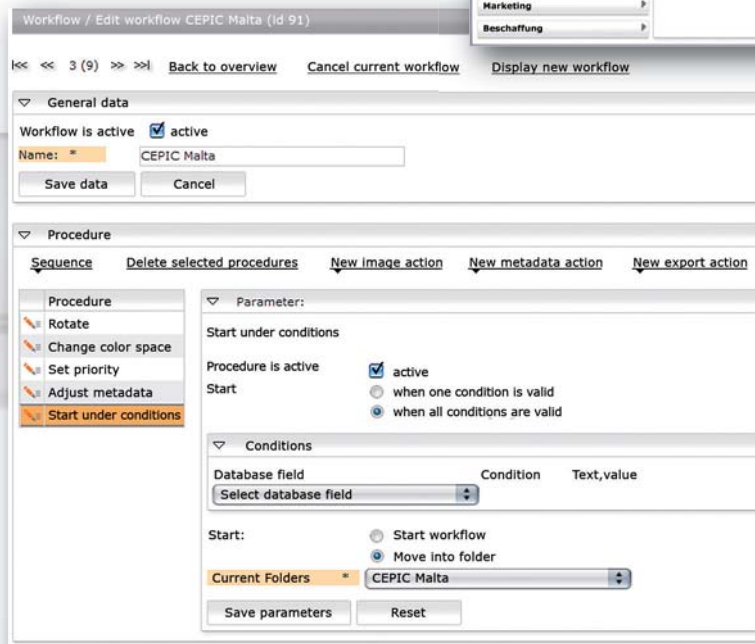 Marketing
Beschaffung
Workflow / Edit workflow CEPIC Malta (id 91)
3 (9) Back to overview Cancel current workflow Display new workflow
General data
Workflow is active active
Name: * CEPIC Malta
Save data Cancel
Procedure
Sequence Delete selected procedures New image action New metadata action New export action
Procedure
Rotate
Change color space
Set priority
Adjust metadata
Start under conditions
Parameter:
Start under conditions
Procedure is active active
Start when one condition is valid
when all conditions are valid
Conditions
Database field Condition Text,value
Select database field
Start: Start workflow
Move into folder
Current Folders * CEPIC Malta
Save parameters Reset